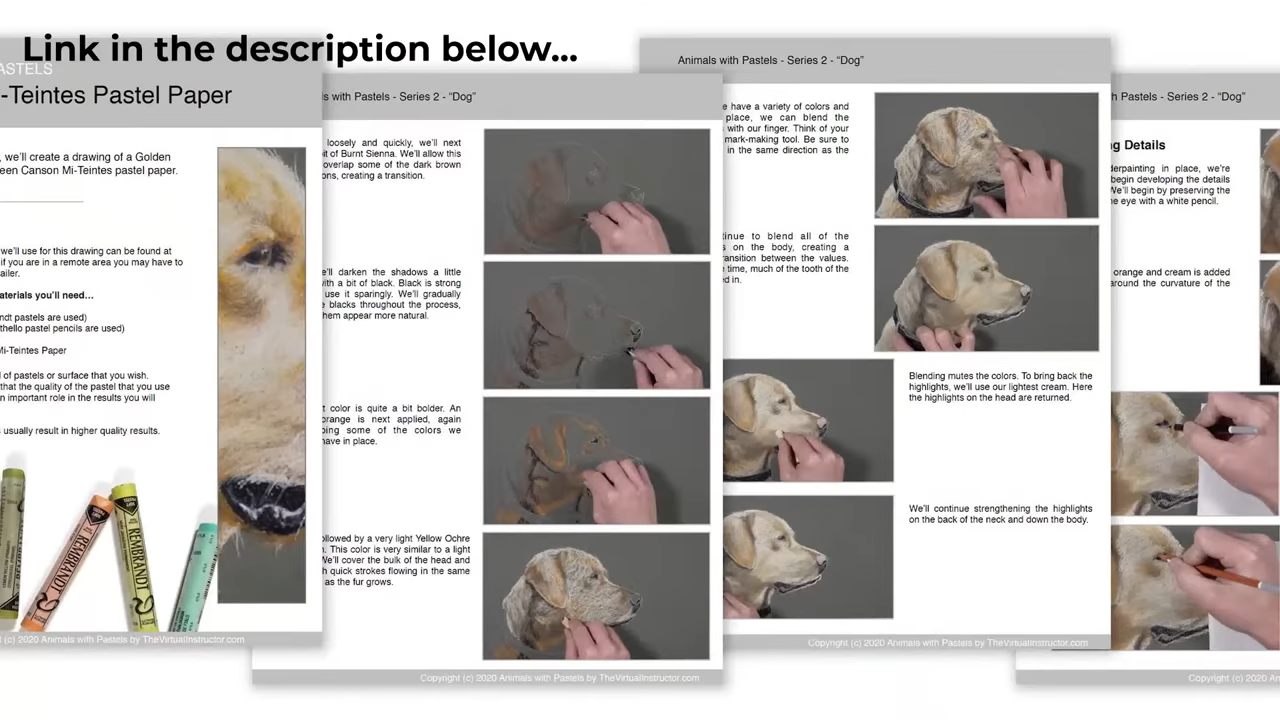 Link in the description below...
ASTELS
-Teintes Pastel Paper
, we'll create a drawing of a Golden
een Canson Mi-Teintes pastel paper.
we'll use for this drawing can be found at
if you are in a remote area you may have to
ailer.
aterials you'll need…
ndt pastels are used)
thello pastel pencils are used)
Mi-Teintes Paper
d of pastels or surface that you wish.
that the quality of the pastel that you use
n important role in the results you will
s usually result in higher quality results.
REMBRANDT
REMBRANDT
(c) 2020 Animals with Pastels by TheVirtualInstructor.com
ls with Pastels - Series 2 - “Dog”
loosely and quickly, we'll next
bit of Burnt Sienna. We'll allow this
overlap some of the dark brown
ons, creating a transition.
e'll darken the shadows a little
with a bit of black. Black is strong
use it sparingly. We'll gradually
e blacks throughout the process,
hem appear more natural.
t color is quite a bit bolder. An
orange is next applied, again
ping some of the colors we
have in place.
ollowed by a very light Yellow Ochre
n. This color is very similar to a light
We'll cover the bulk of the head and
h quick strokes flowing in the same
as the fur grows.
Copyright (c) 2020 Animals with Pastels by TheVirtualInstructor.com
Animals with Pastels - Series 2 - “Dog”
e have a variety of colors and
place, we can blend the
with our finger. Think of your
mark-making tool. Be sure to
in the same direction as the
tinue to blend all of the
s on the body, creating a
ransition between the values.
time, much of the tooth of the
d in.
Blending mutes the colors. To bring back the
highlights, we'll use our lightest cream. Here
the highlights on the head are returned.
We'll continue strengthening the highlights
on the back of the neck and down the body.
Copyright (c) 2020 Animals with Pastels by TheVirtualInstructor.com
h Pastels - Series 2 - “Dog”
ng Details
derpainting in place, we're
begin developing the details
We'll begin by preserving the
he eye with a white pencil.
orange and cream is added
around the curvature of the
Copyright (c) 2020 An